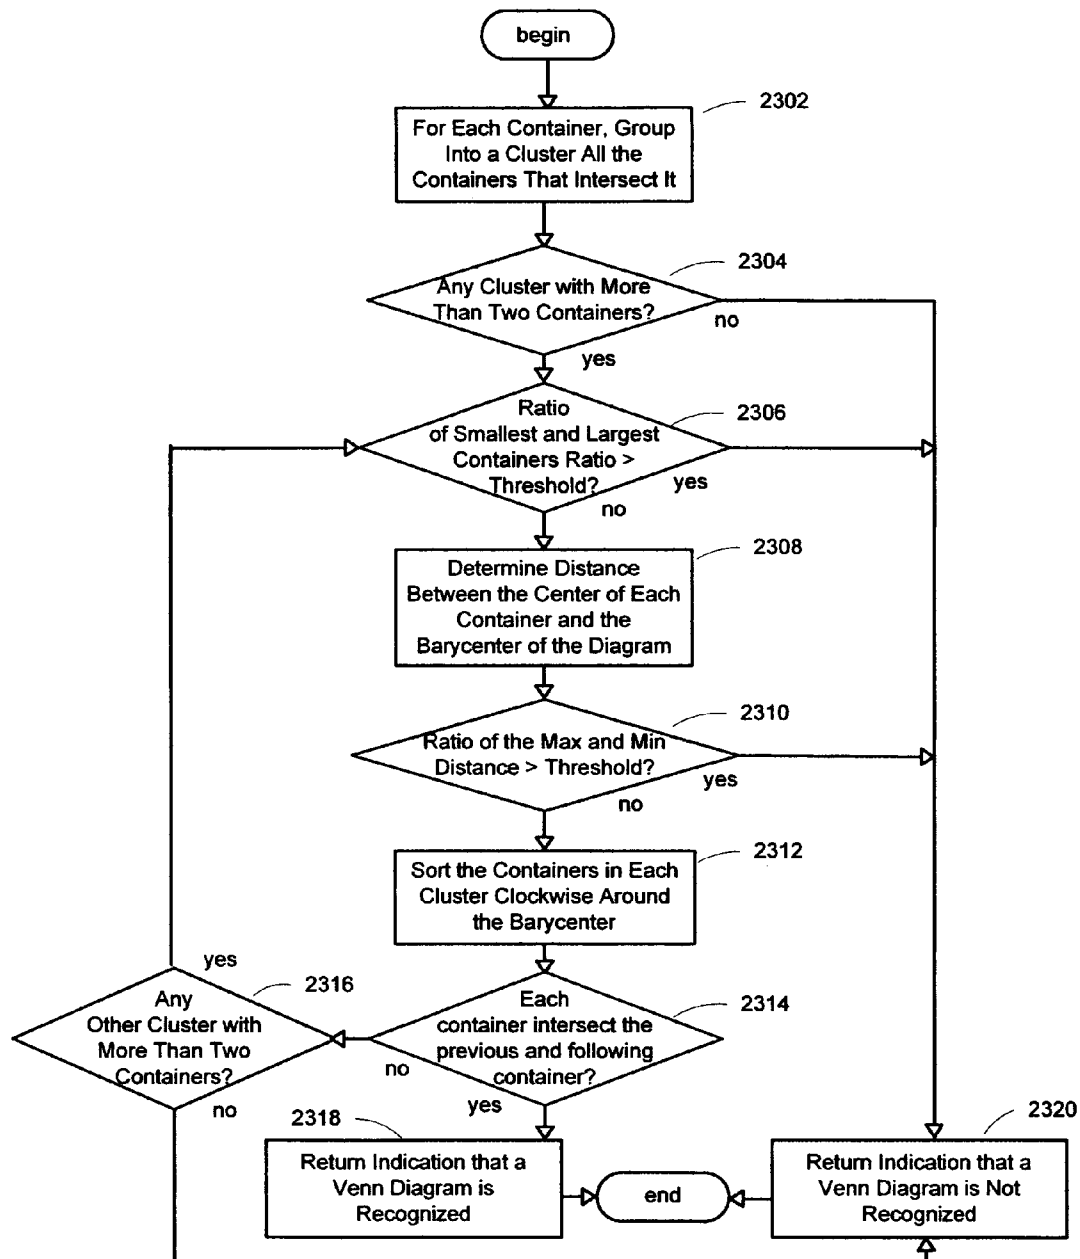 begin
2302
For Each Container, Group
Into a Cluster All the
Containers That Intersect It
2304
Any Cluster with More
Than Two Containers?
no
yes
2306
Ratio
of Smallest and Largest
Containers Ratio >
Threshold?
yes
no
2308
Determine Distance
Between the Center of Each
Container and the
Barycenter of the Diagram
2310
Ratio of the Max and Min
Distance > Threshold?
yes
no
2312
Sort the Containers in Each
Cluster Clockwise Around
the Barycenter
yes
2316
Any
Other Cluster with
More Than Two
Containers?
no
2314
Each
container intersect the
previous and following
container?
no
yes
2318
Return Indication that a
Venn Diagram is
Recognized
end
2320
Return Indication that a
Venn Diagram is Not
Recognized